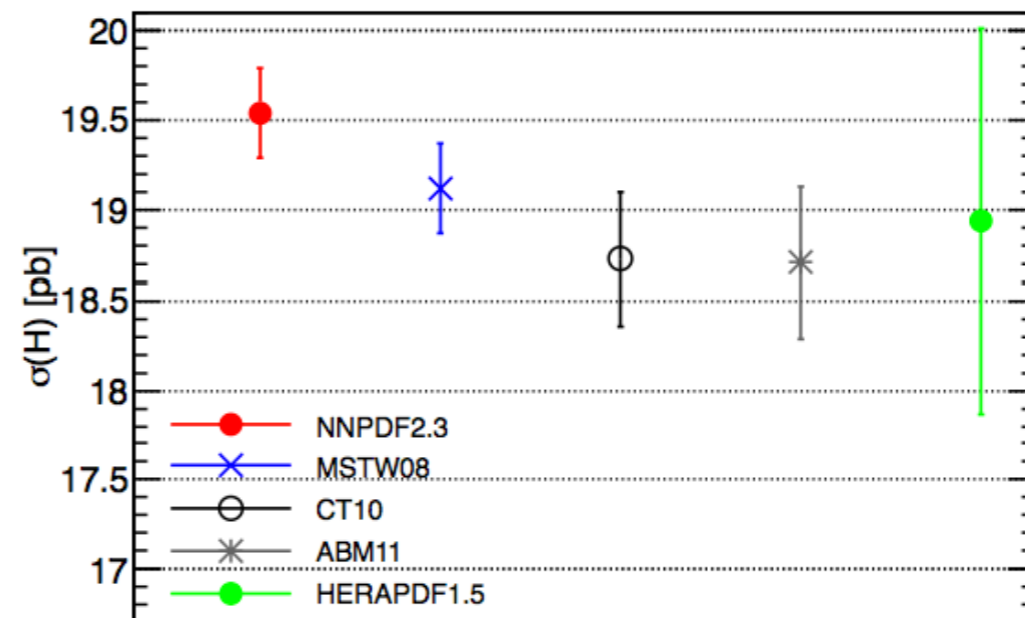 20
19.5
19
18.5
18
17.5
17
σ(H) [pb]
NNPDF2.3
MSTW08
CT10
ABM11
HERAPDF1.5